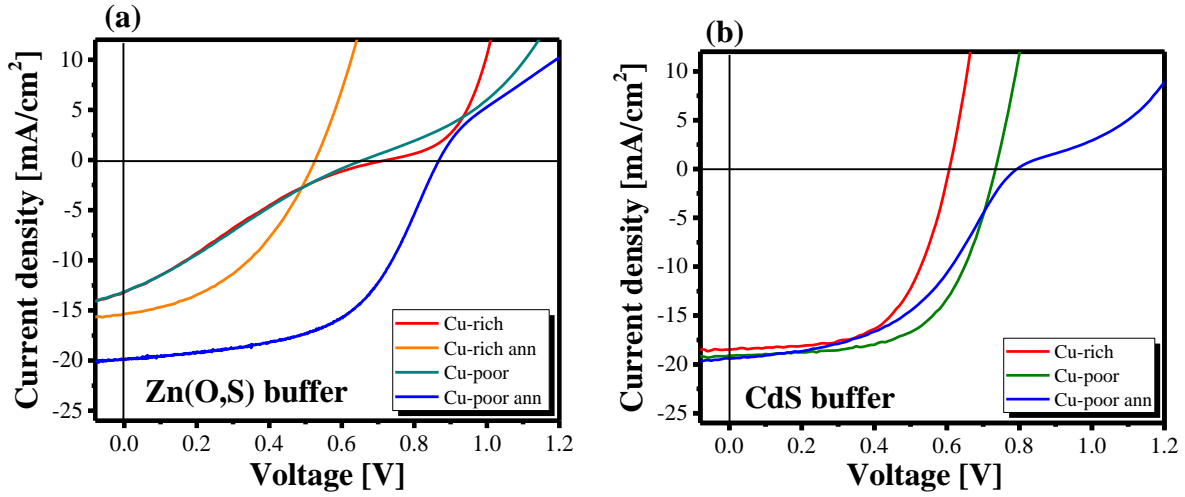 (a)
Current density [mA/cm²]
10
5
0
-5
-10
-15
-20
-25
Cu-rich
Cu-rich ann
Cu-poor
Cu-poor ann
Zn(O,S) buffer
0.0 0.2 0.4 0.6 0.8 1.0 1.2
Voltage [V]
(b)
Current density [mA/cm²]
10
5
0
-5
-10
-15
-20
-25
Cu-rich
Cu-poor
Cu-poor ann
CdS buffer
0.0 0.2 0.4 0.6 0.8 1.0 1.2
Voltage [V]